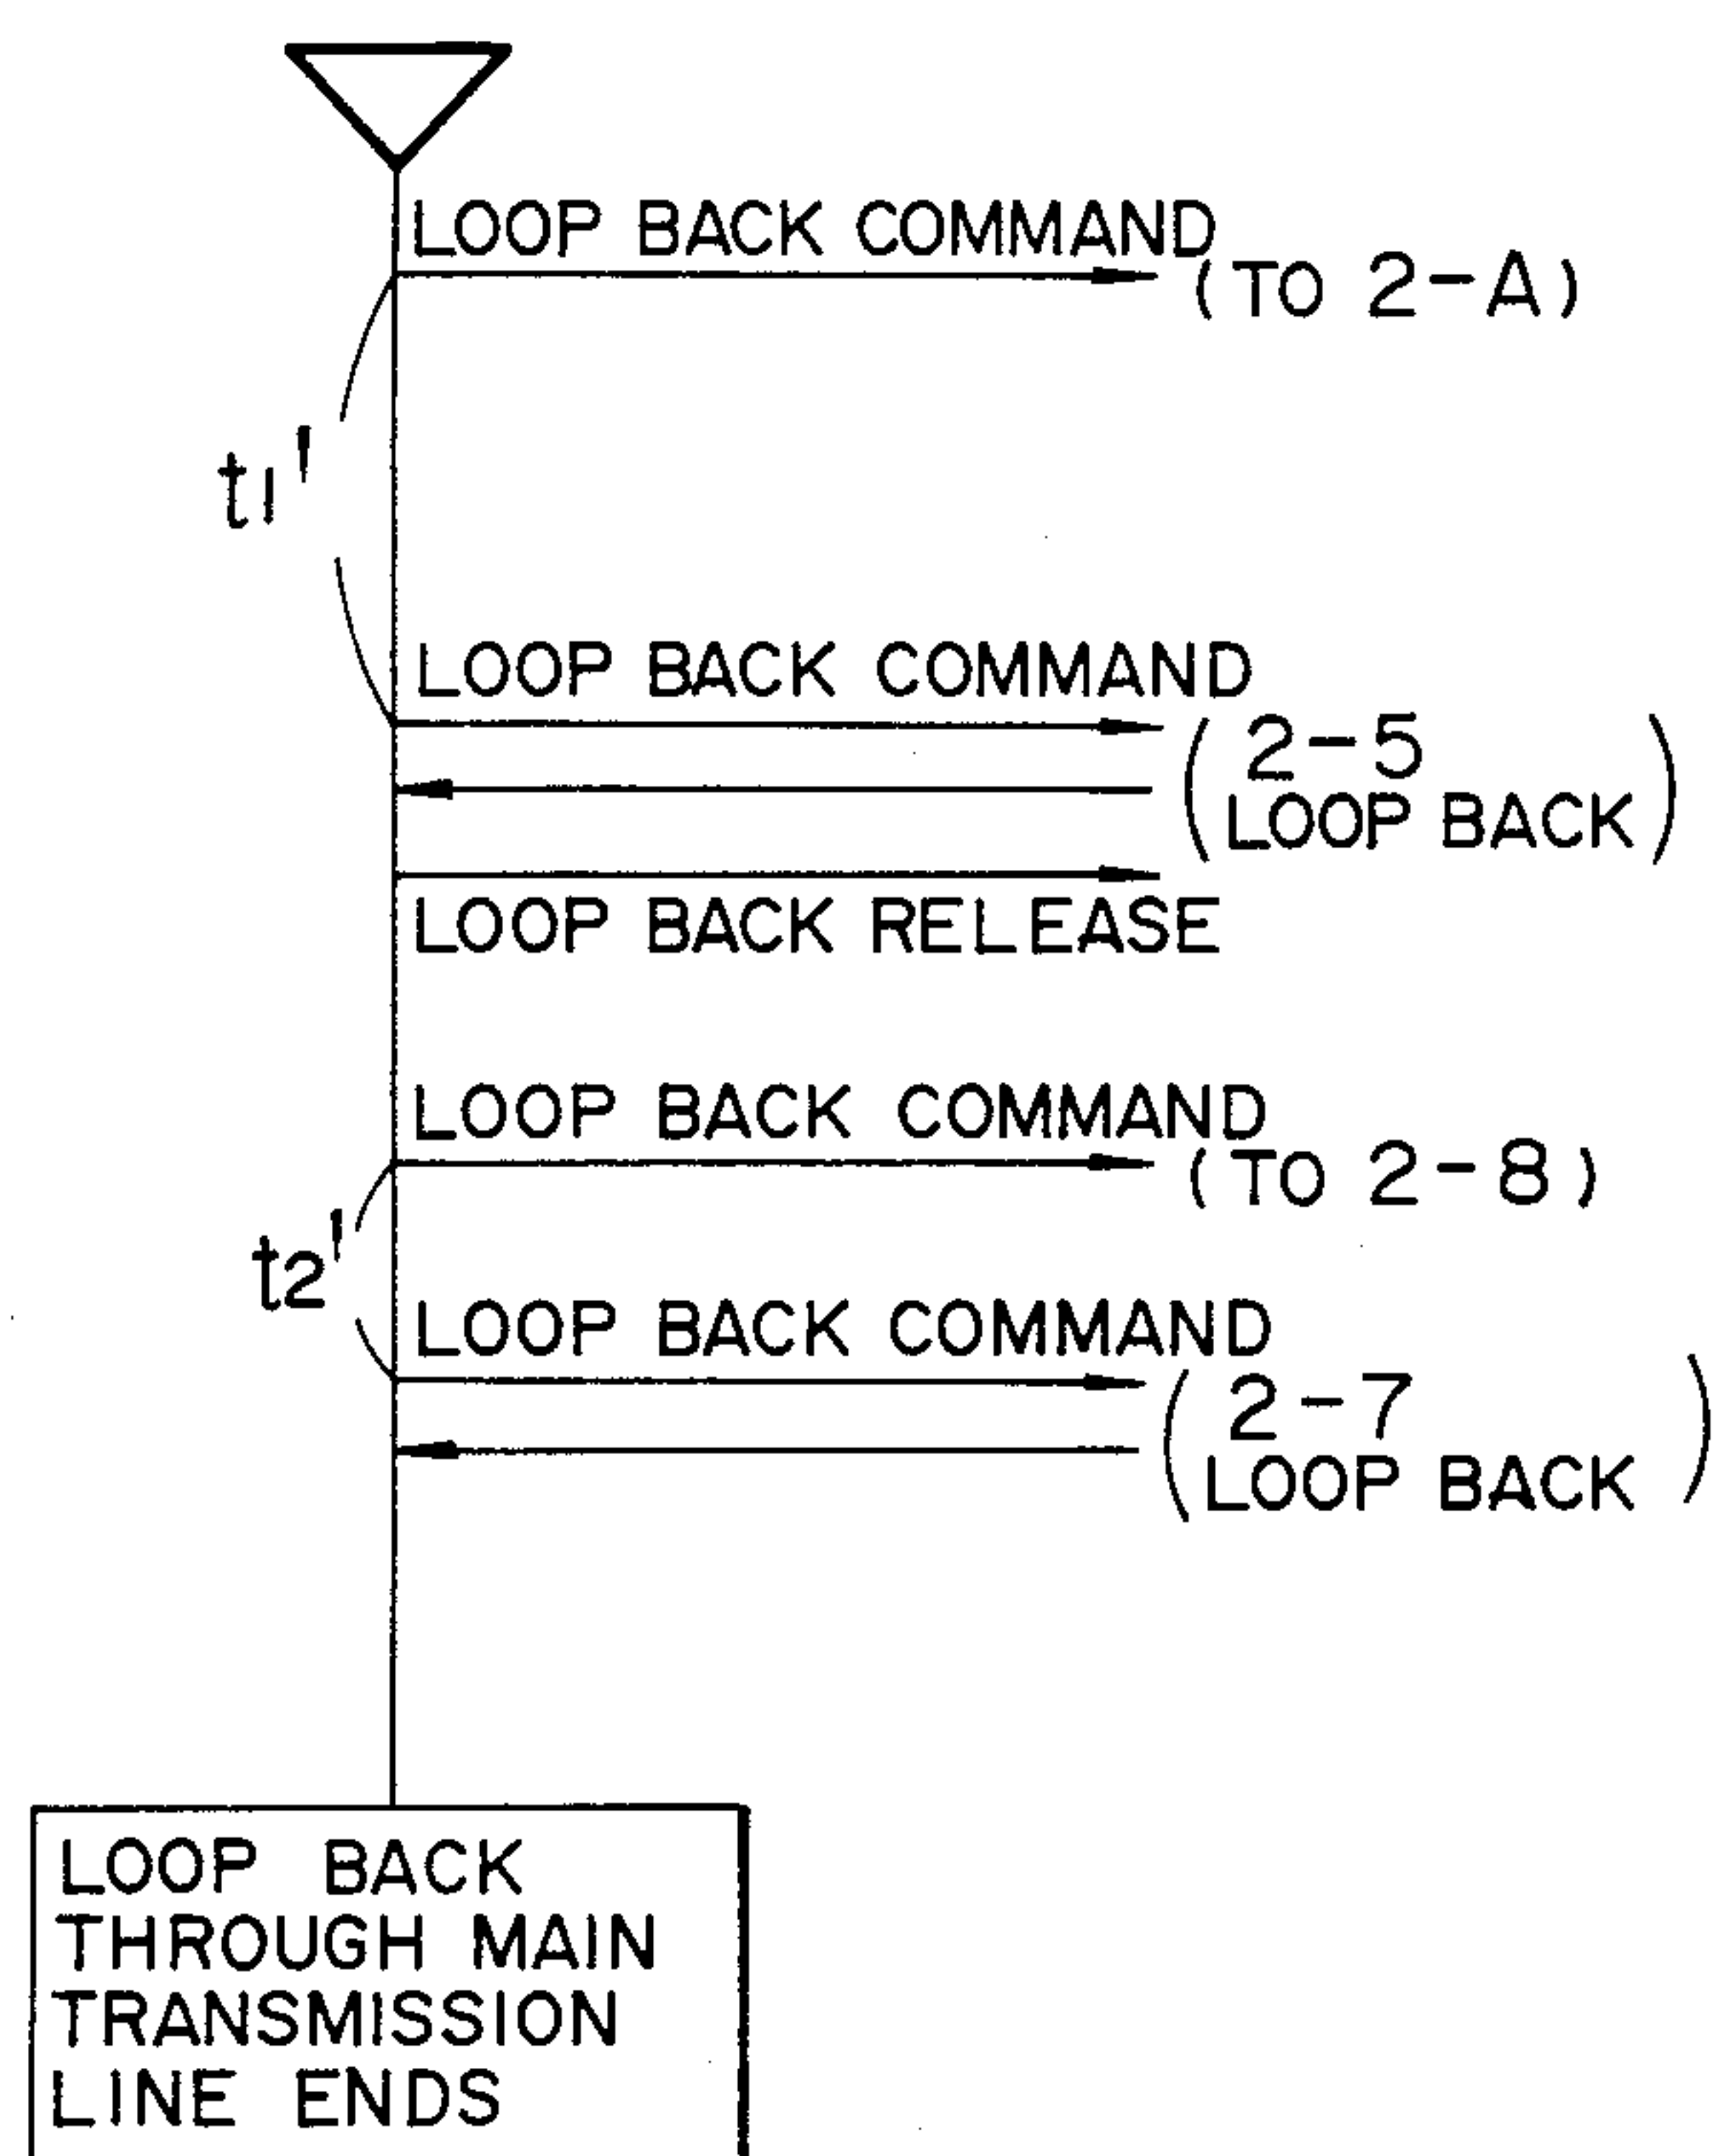 LOOP BACK COMMAND
(TO 2-A)
t1'
LOOP BACK COMMAND
(2-5
LOOP BACK)
LOOP BACK RELEASE
LOOP BACK COMMAND
(TO 2-8)
t2'
LOOP BACK COMMAND
(2-7
LOOP BACK)
LOOP BACK
THROUGH MAIN
TRANSMISSION
LINE ENDS